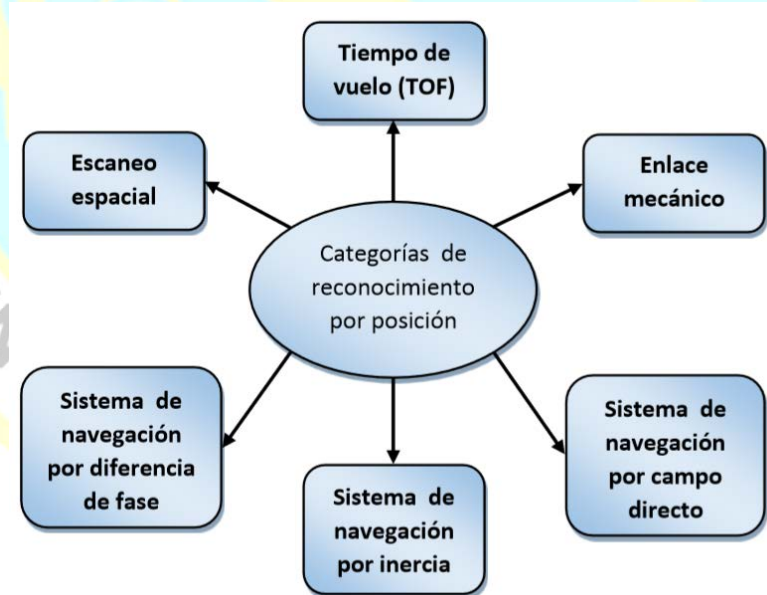 Tiempo de
vuelo (TOF)
Escaneo
espacial
Enlace
mecánico
Categorías de
reconocimiento
por posición
Sistema de
navegación
por diferencia
de fase
Sistema de
navegación
por inercia
Sistema de
navegación
por campo
directo